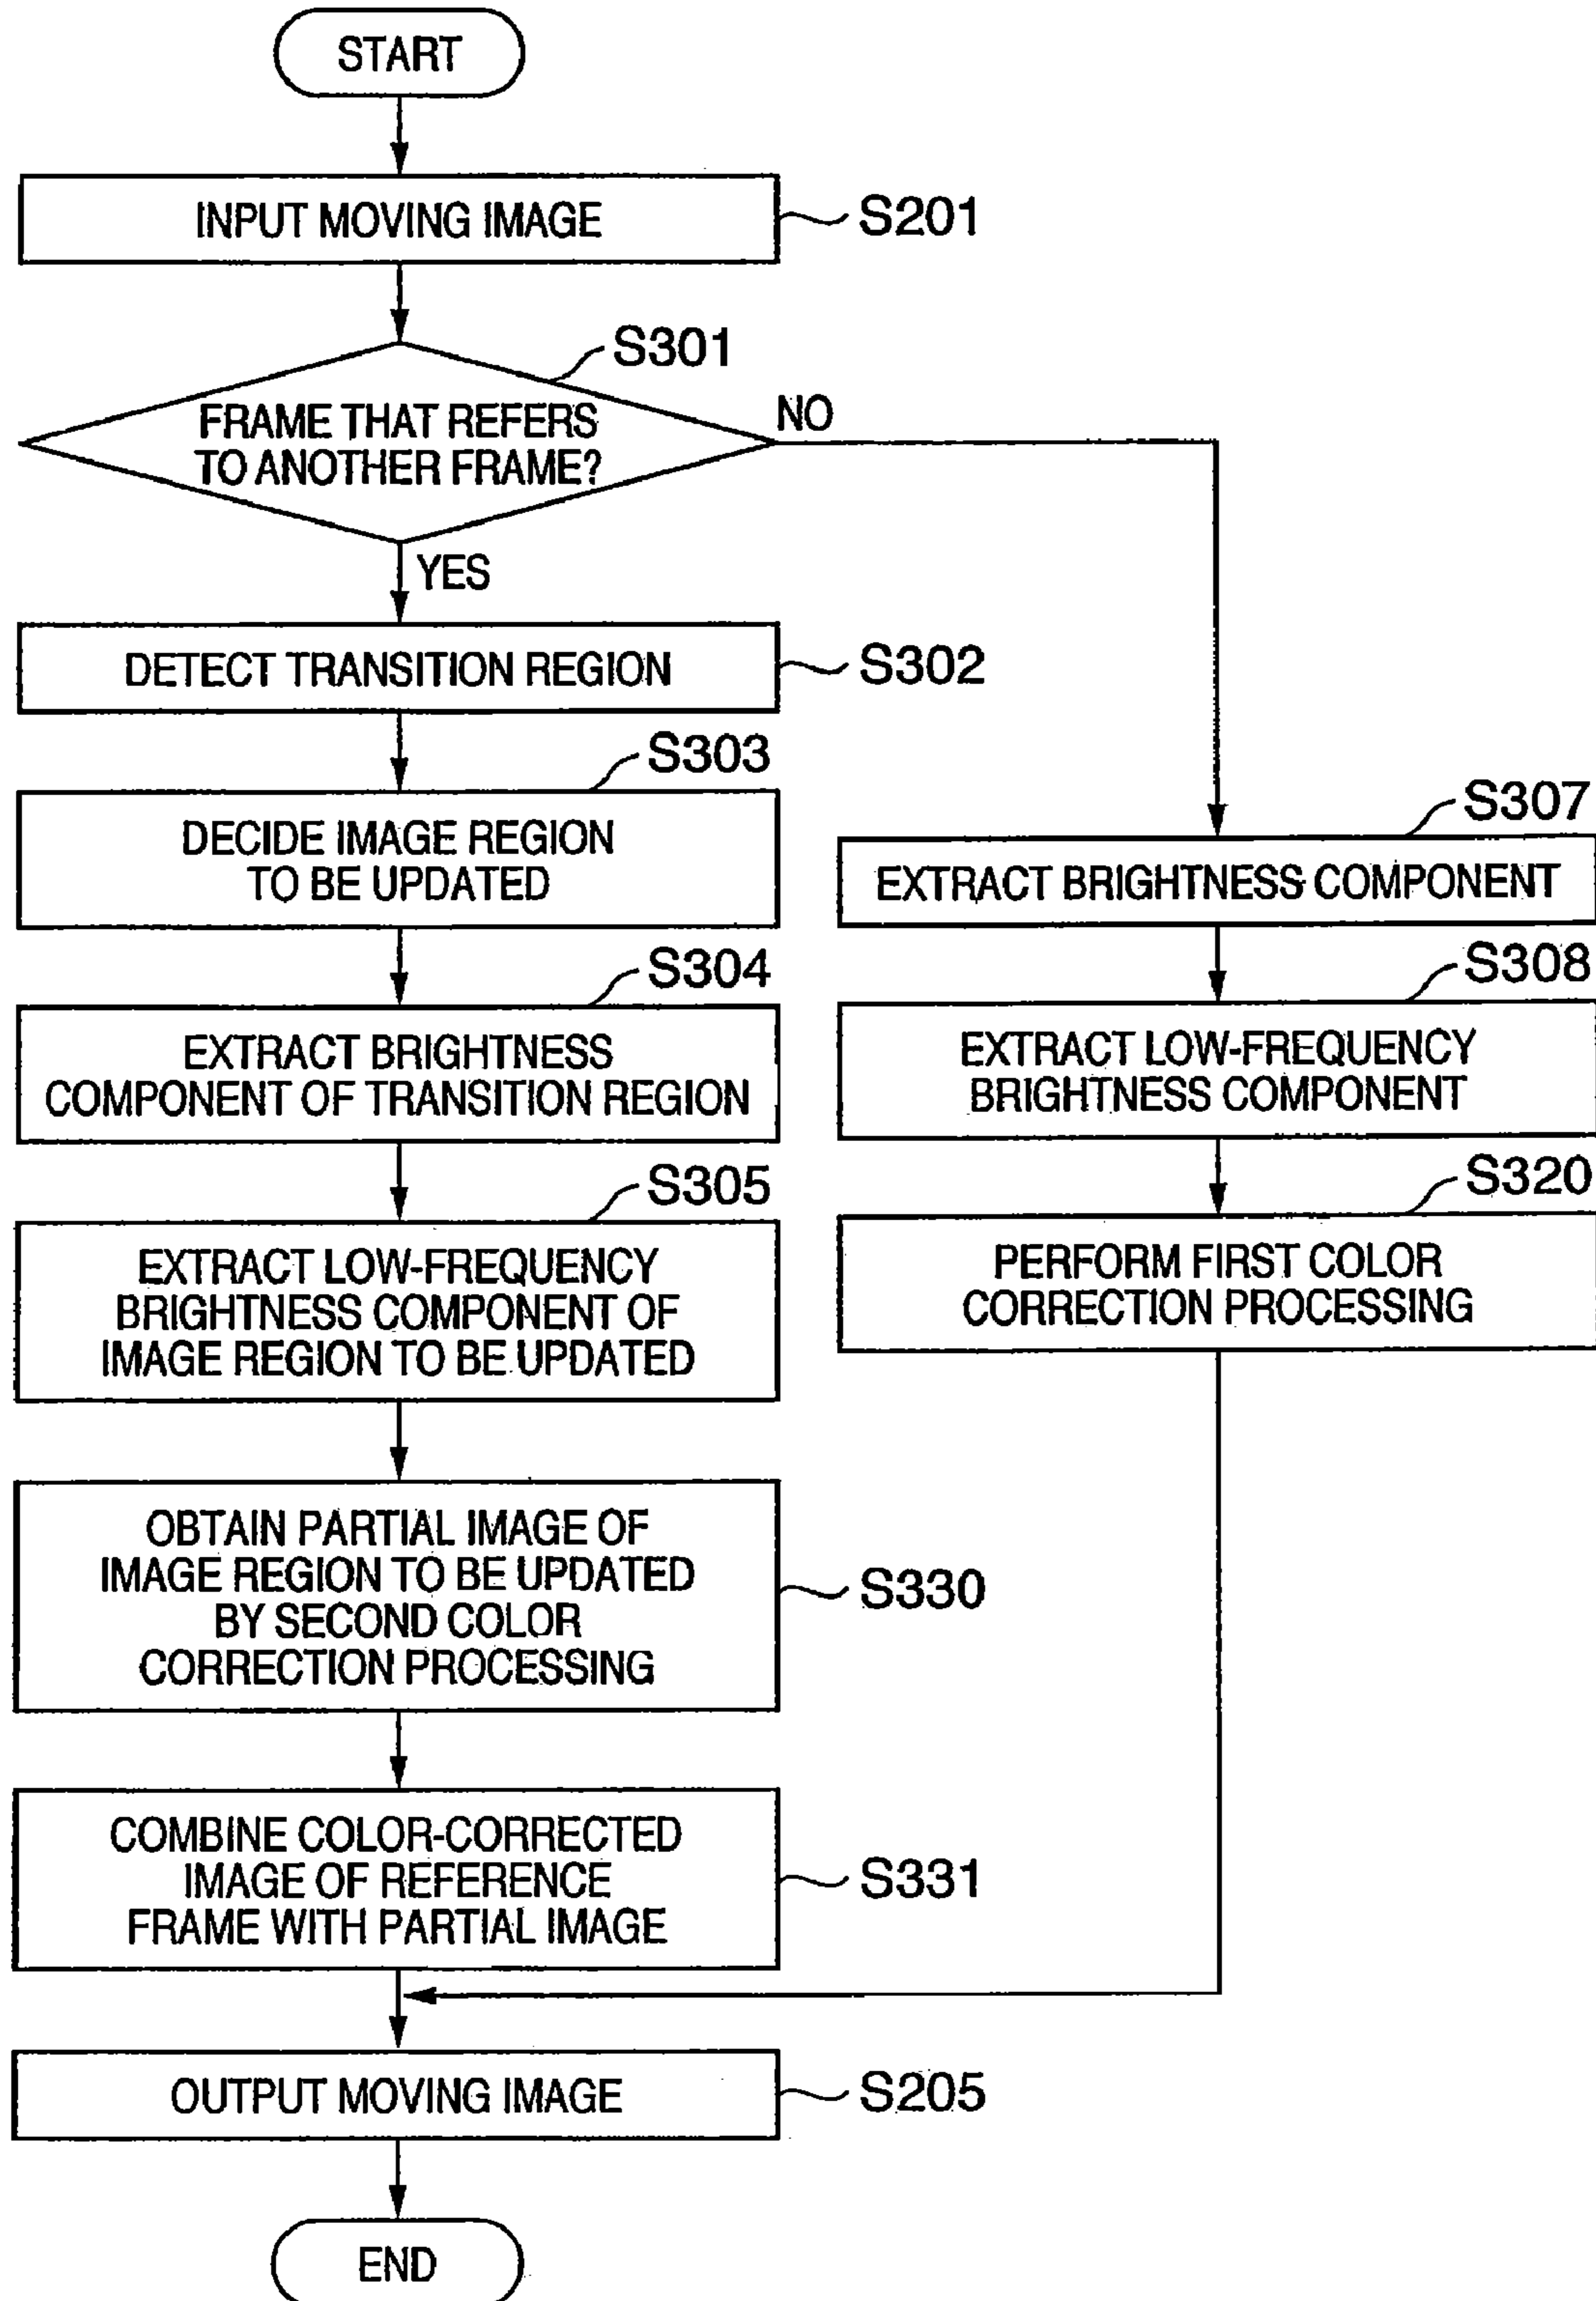 START
INPUT MOVING IMAGE
S201
S301
FRAME THAT REFERS
TO ANOTHER FRAME?
NO
YES
DETECT TRANSITION REGION
S302
S303
DECIDE IMAGE REGION
TO BE UPDATED
S304
EXTRACT BRIGHTNESS
COMPONENT OF TRANSITION REGION
S305
EXTRACT LOW-FREQUENCY
BRIGHTNESS COMPONENT OF
IMAGE REGION TO BE UPDATED
OBTAIN PARTIAL IMAGE OF
IMAGE REGION TO BE UPDATED
BY SECOND COLOR
CORRECTION PROCESSING
S330
COMBINE COLOR-CORRECTED
IMAGE OF REFERENCE
FRAME WITH PARTIAL IMAGE
S331
S307
EXTRACT BRIGHTNESS COMPONENT
S308
EXTRACT LOW-FREQUENCY
BRIGHTNESS COMPONENT
S320
PERFORM FIRST COLOR
CORRECTION PROCESSING
OUTPUT MOVING IMAGE
S205
END